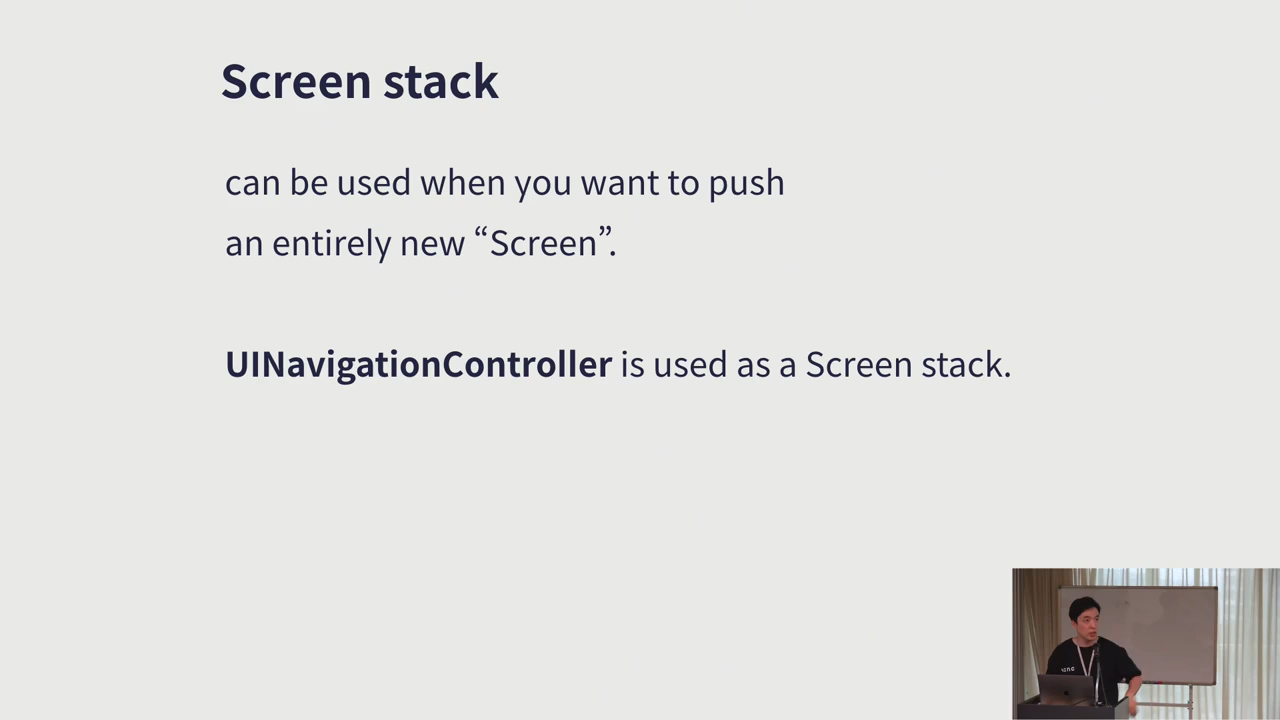 Screen stack
can be used when you want to push
an entirely new “Screen”.
UINavigationController is used as a Screen stack.